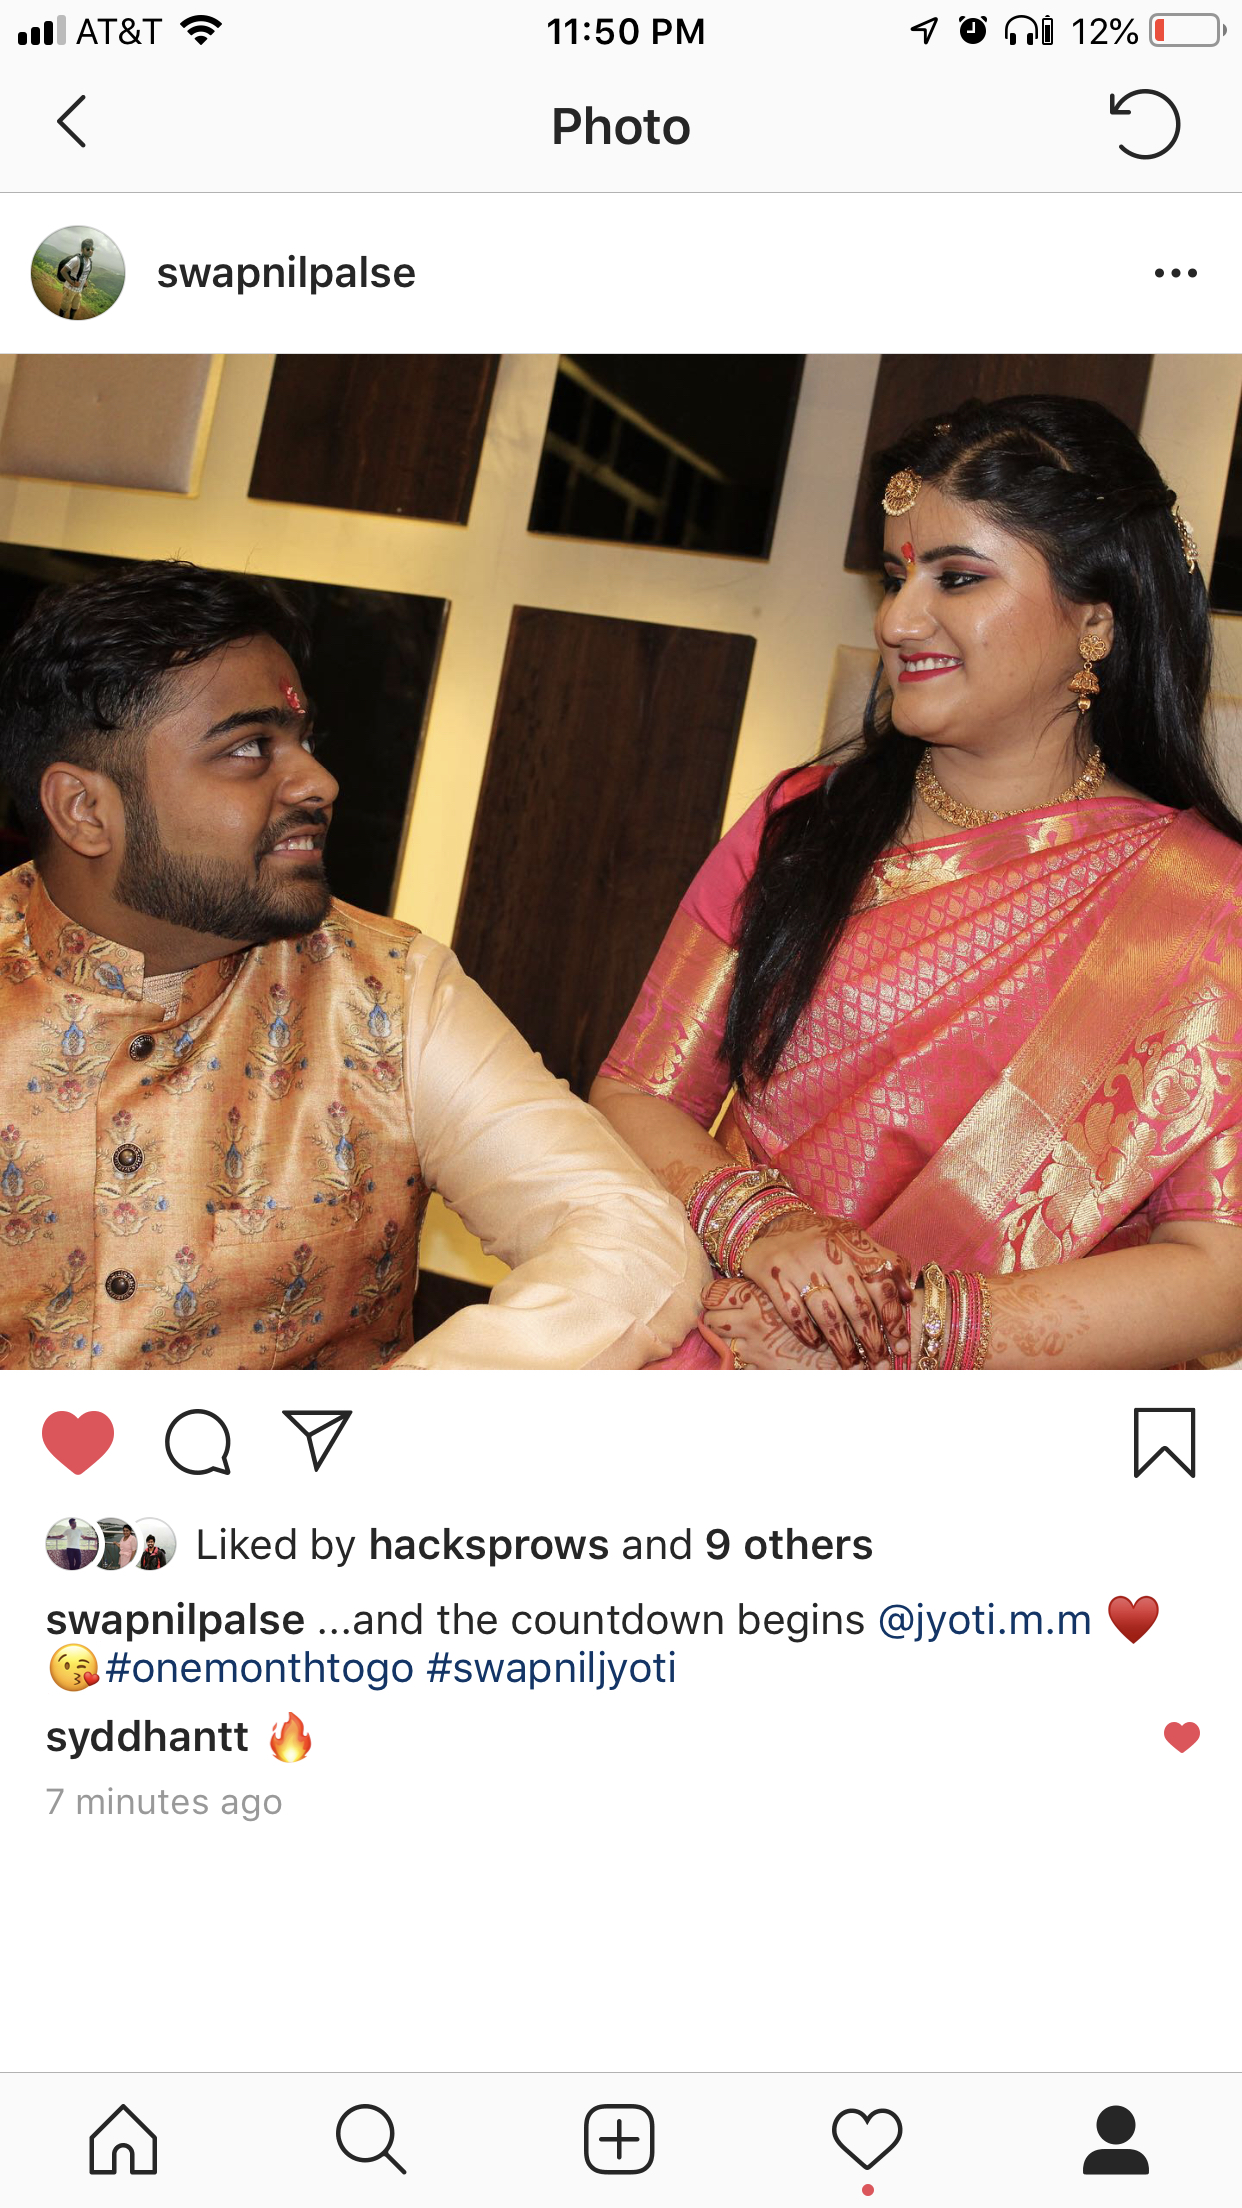 AT&T 11:50 PM 12%
Photo
swapnilpalse
Liked by hacksprows and 9 others
swapnilpalse ...and the countdown begins @jyoti.m.m ♥️
😘#onemonthtogo #swapniljyoti
syddhantt 🔥
7 minutes ago